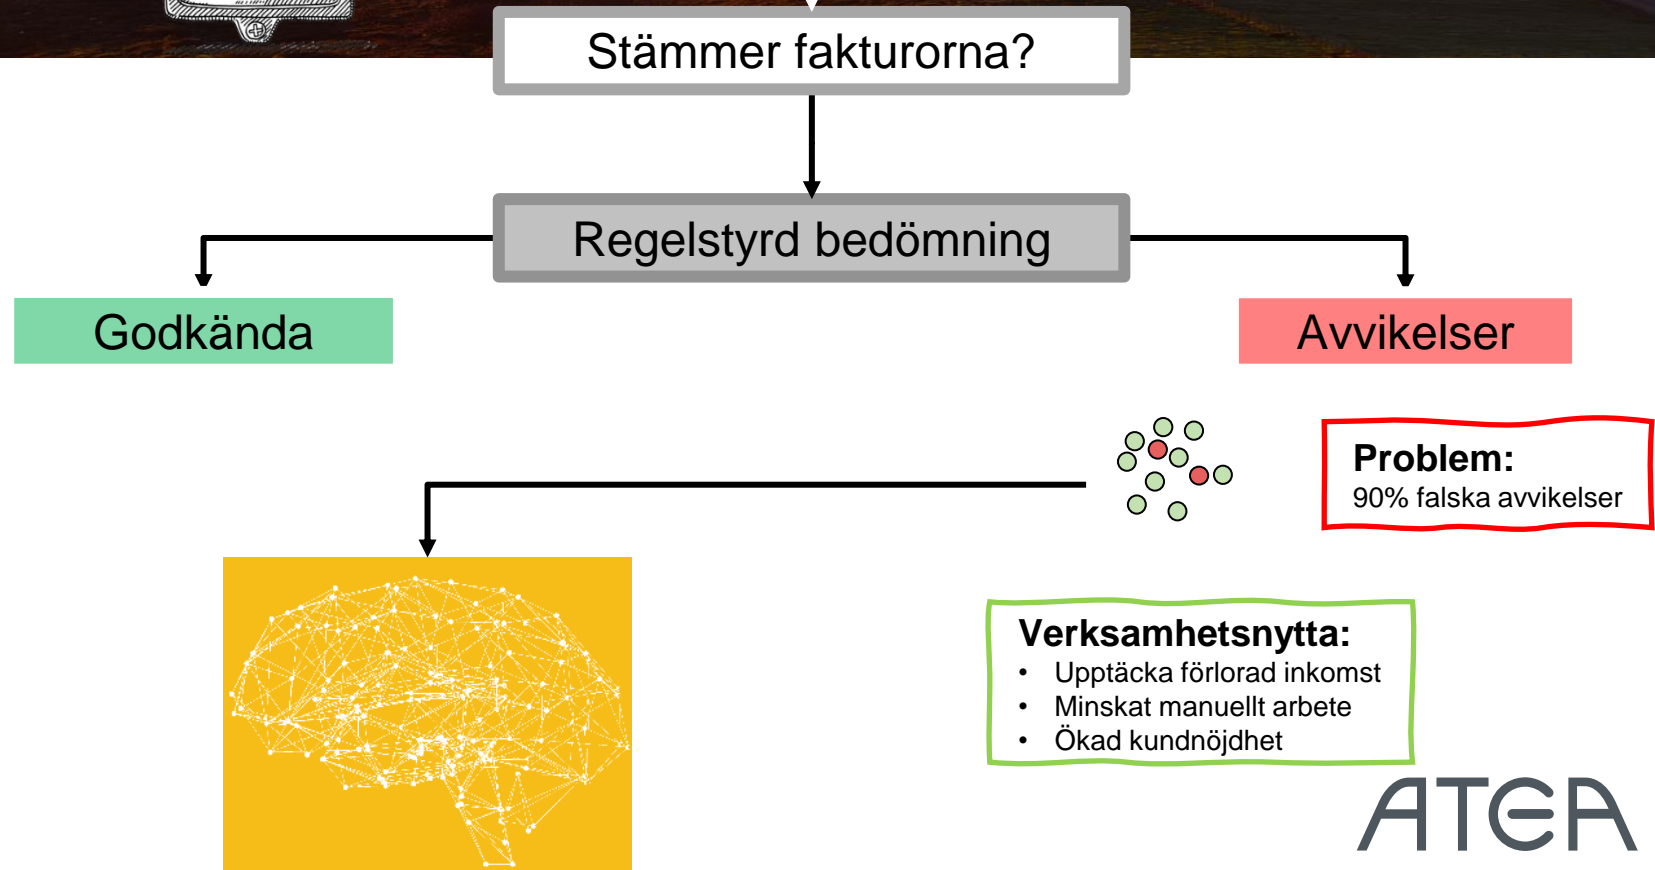 Stämmer fakturorna?
Regelstyrd bedömning
Godkända
Avvikelser
Problem:
90% falska avvikelser
Verksamhetsnytta:
• Upptäcka förlorad inkomst
• Minskat manuellt arbete
• Ökad kundnöjdhet
ATEA